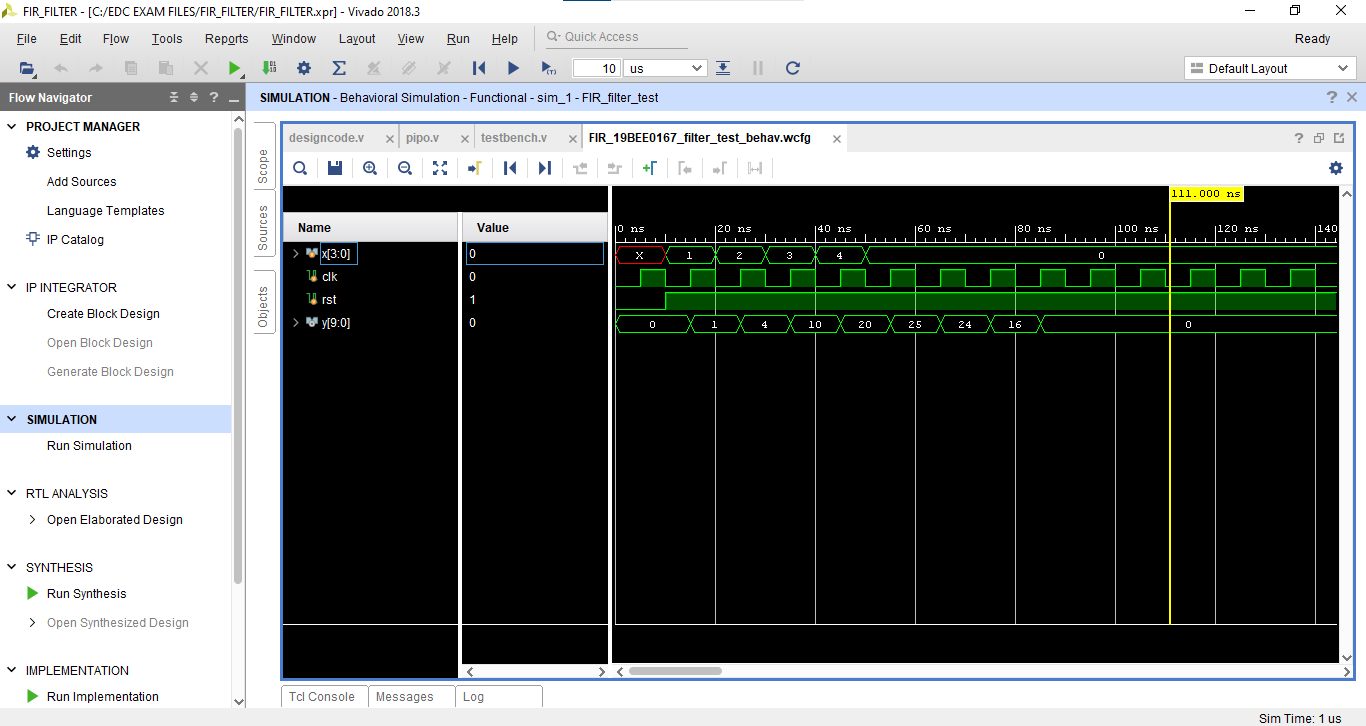 FIR_FILTER - [C:/EDC EXAM FILES/FIR_FILTER/FIR_FILTER.xpr] - Vivado 2018.3
File Edit Flow Tools Reports Window Layout View Run Help Quick Access Ready
10 us Default Layout
Flow Navigator
SIMULATION - Behavioral Simulation - Functional - sim_1 - FIR_filter_test
PROJECT MANAGER
Settings
Add Sources
Language Templates
IP Catalog
IP INTEGRATOR
Create Block Design
Open Block Design
Generate Block Design
SIMULATION
Run Simulation
RTL ANALYSIS
Open Elaborated Design
SYNTHESIS
Run Synthesis
Open Synthesized Design
IMPLEMENTATION
Run Implementation
Scope
Sources
Objects
designcode.v pipo.v testbench.v FIR_19BEE0167_filter_test_behav.wcfg
111.000 ns
Name Value
0 ns 20 ns 40 ns 60 ns 80 ns 100 ns 120 ns 140
x[3:0] 0 X 1 2 3 4 0
clk 0
rst 1
y[9:0] 0 0 1 4 10 20 25 24 16 0
Tcl Console Messages Log
Sim Time: 1 us